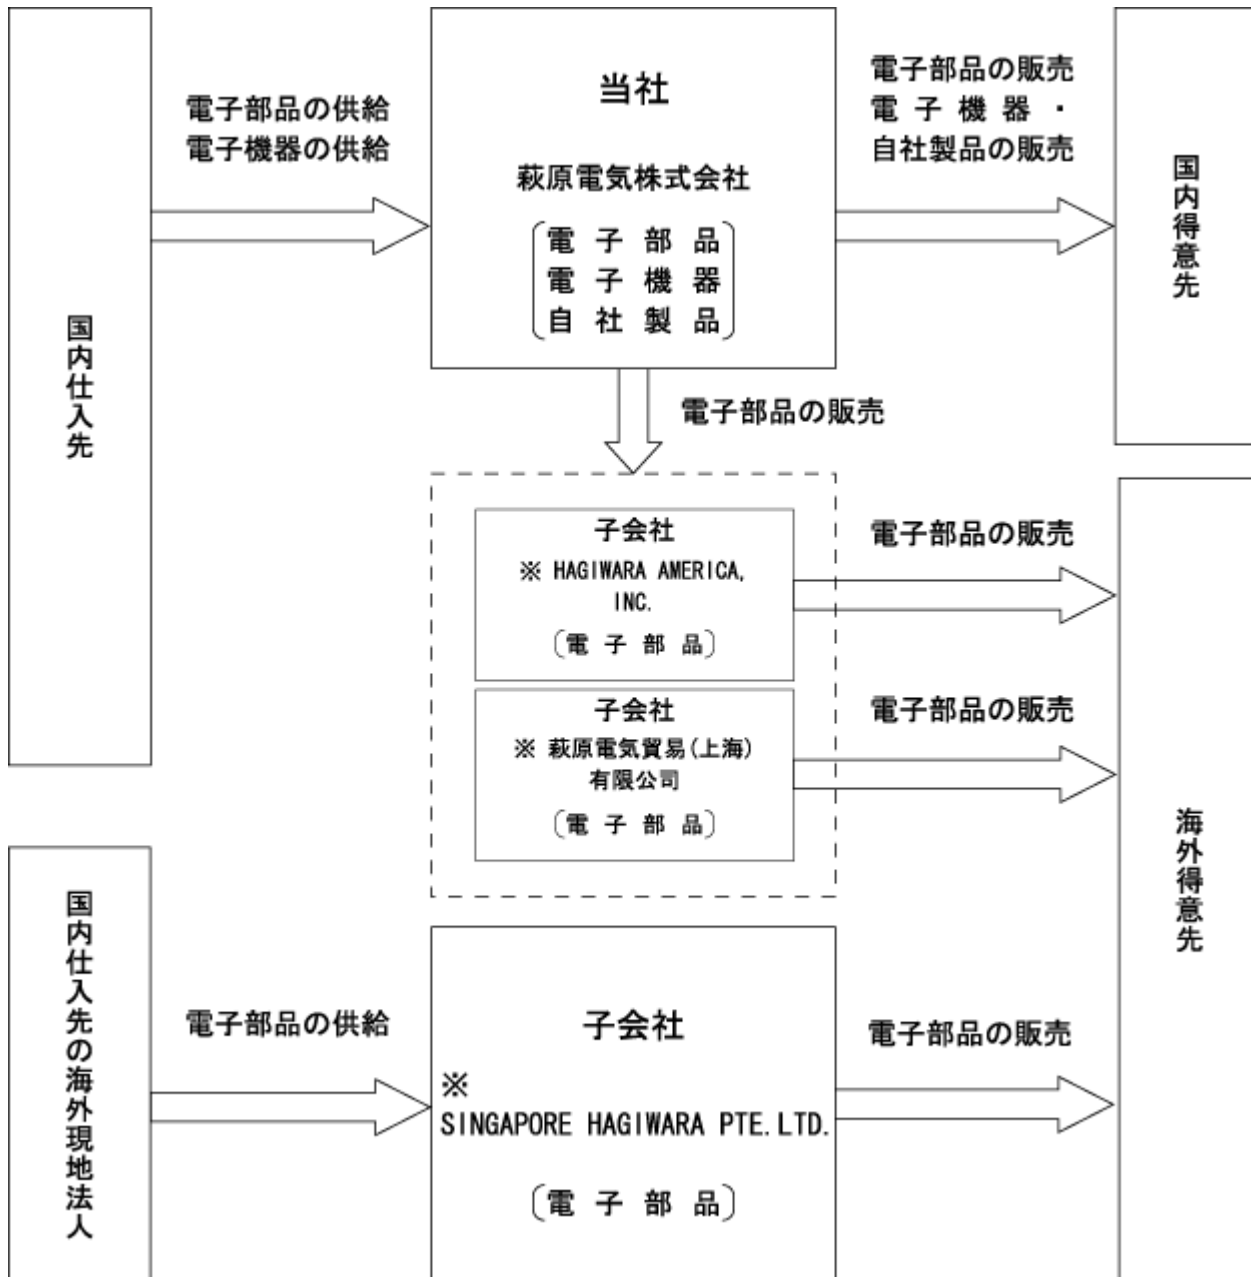 国内仕入先
電子部品の供給
電子機器の供給
当社
萩原電気株式会社
電子部品
電子機器
自社製品
電子部品の販売
電子機器・
自社製品の販売
国内得意先
電子部品の販売
子会社
※ HAGIWARA AMERICA,
INC.
〔電子部品〕
電子部品の販売
子会社
※ 萩原電気貿易(上海)
有限公司
〔電子部品〕
電子部品の販売
海外得意先
国内仕入先の海外現地法人
電子部品の供給
子会社
※
SINGAPORE HAGIWARA PTE.LTD.
〔電子部品〕
電子部品の販売